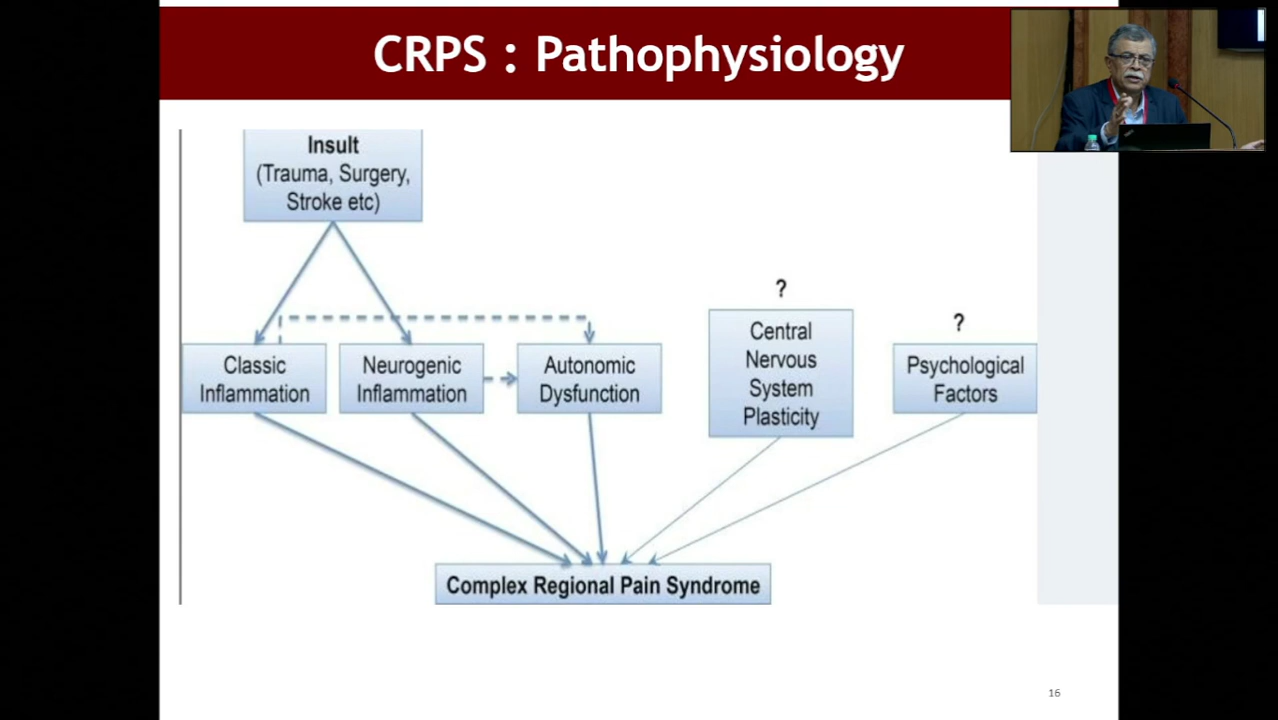 CRPS : Pathophysiology
Insult
(Trauma, Surgery,
Stroke etc)
Classic
Inflammation
Neurogenic
Inflammation
Autonomic
Dysfunction
?
Central
Nervous
System
Plasticity
?
Psychological
Factors
Complex Regional Pain Syndrome
16